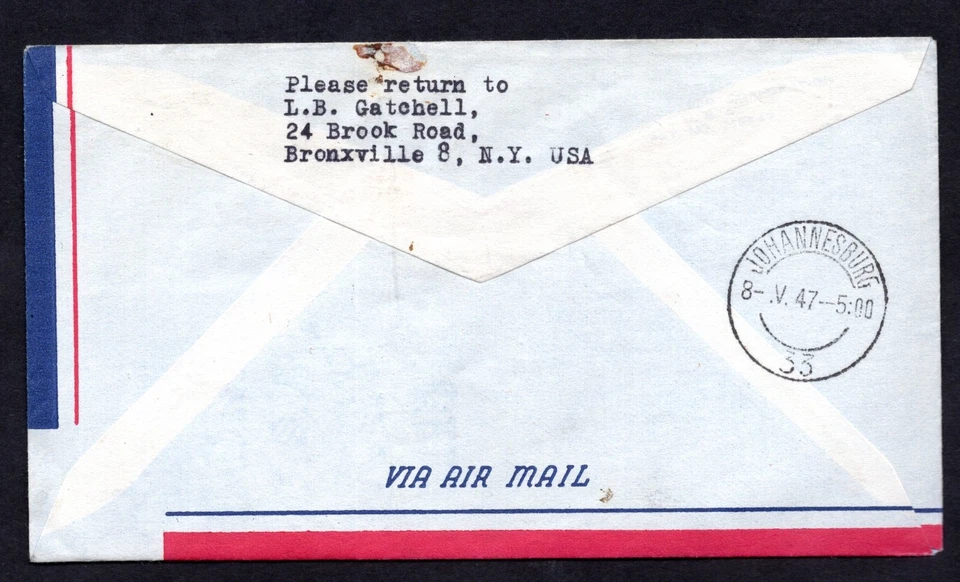 Please return to
L.B. Gatchell,
24 Brook Road,
Bronxville 8, N.Y. USA
JOHANNESBURG
8- .V. 47--5:00
33
VIA AIR MAIL